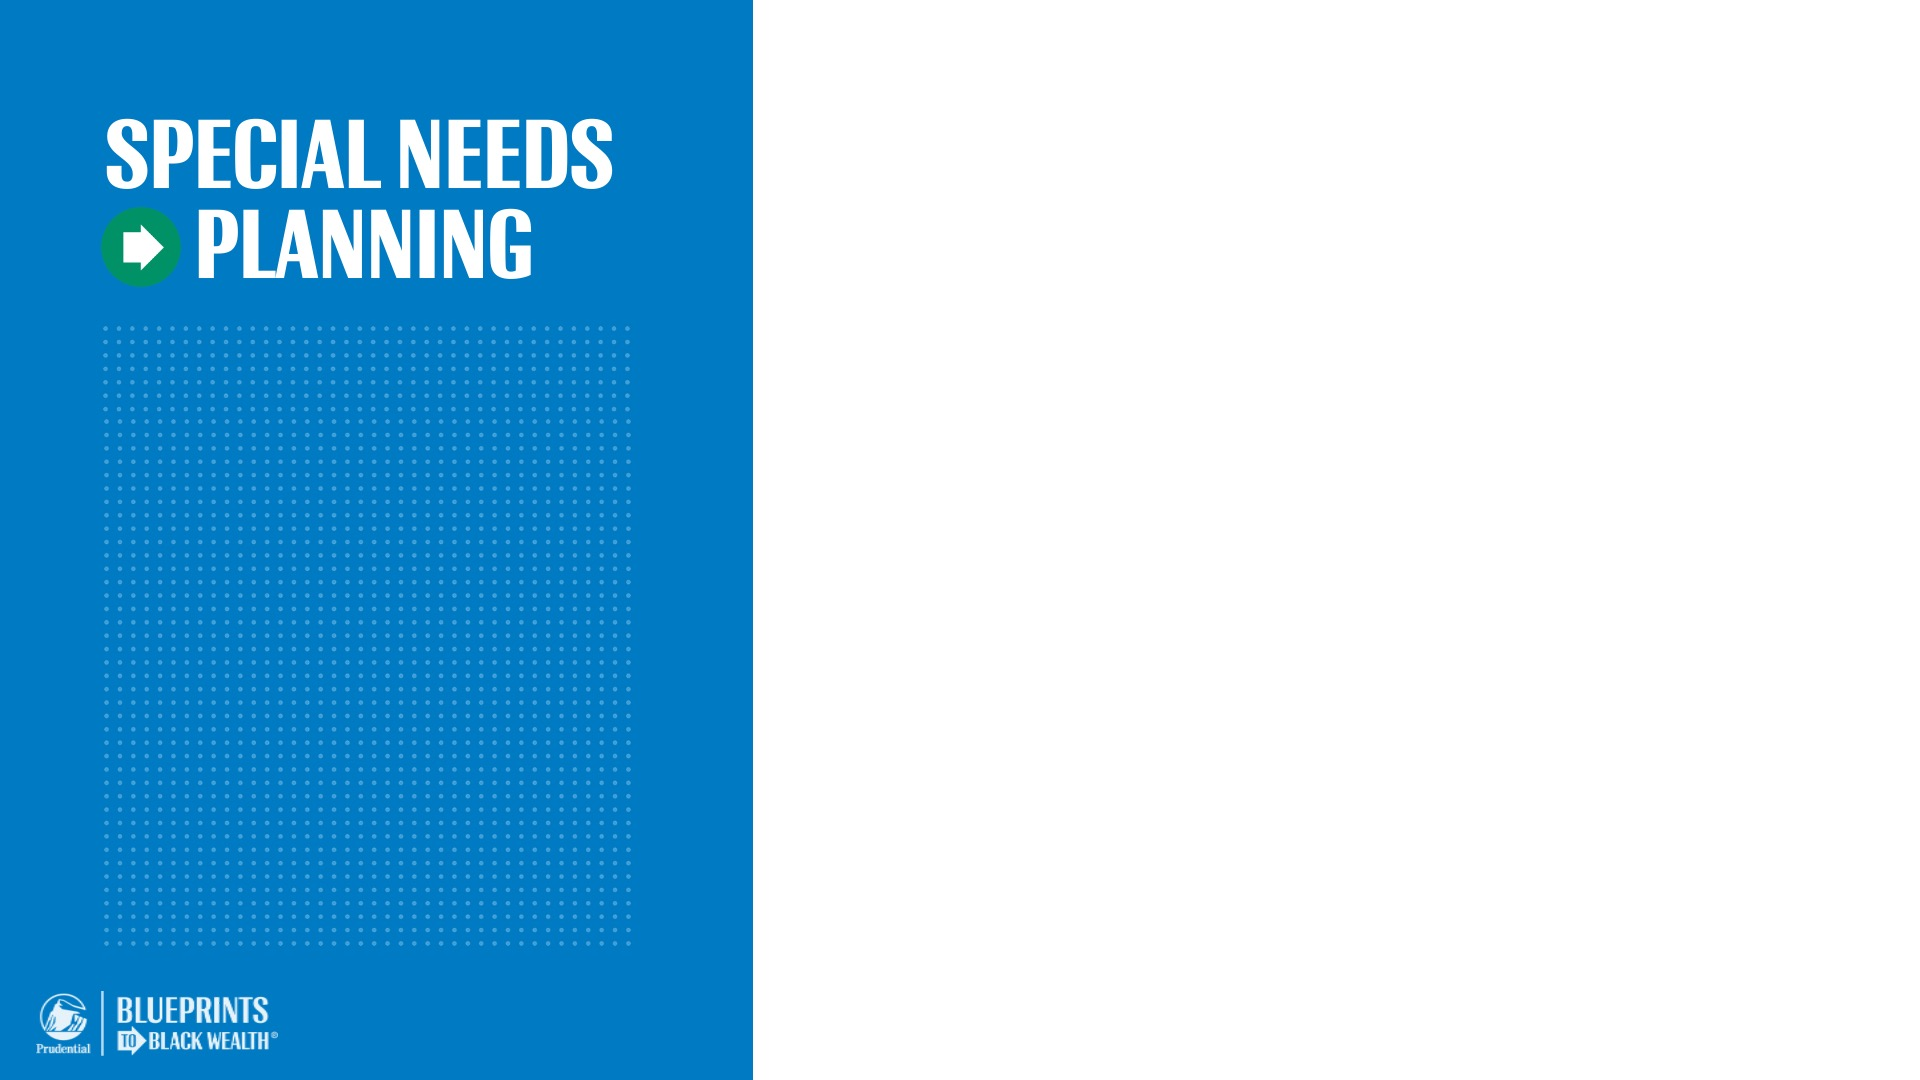 SPECIAL NEEDS
PLANNING
Prudential
BLUEPRINTS
TO BLACK WEALTH®